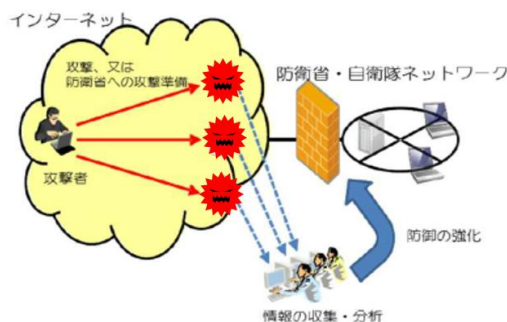 インターネット
攻撃、又は
防衛省への攻撃準備
防衛省・自衛隊ネットワーク
攻撃者
防御の強化
情報の収集・分析